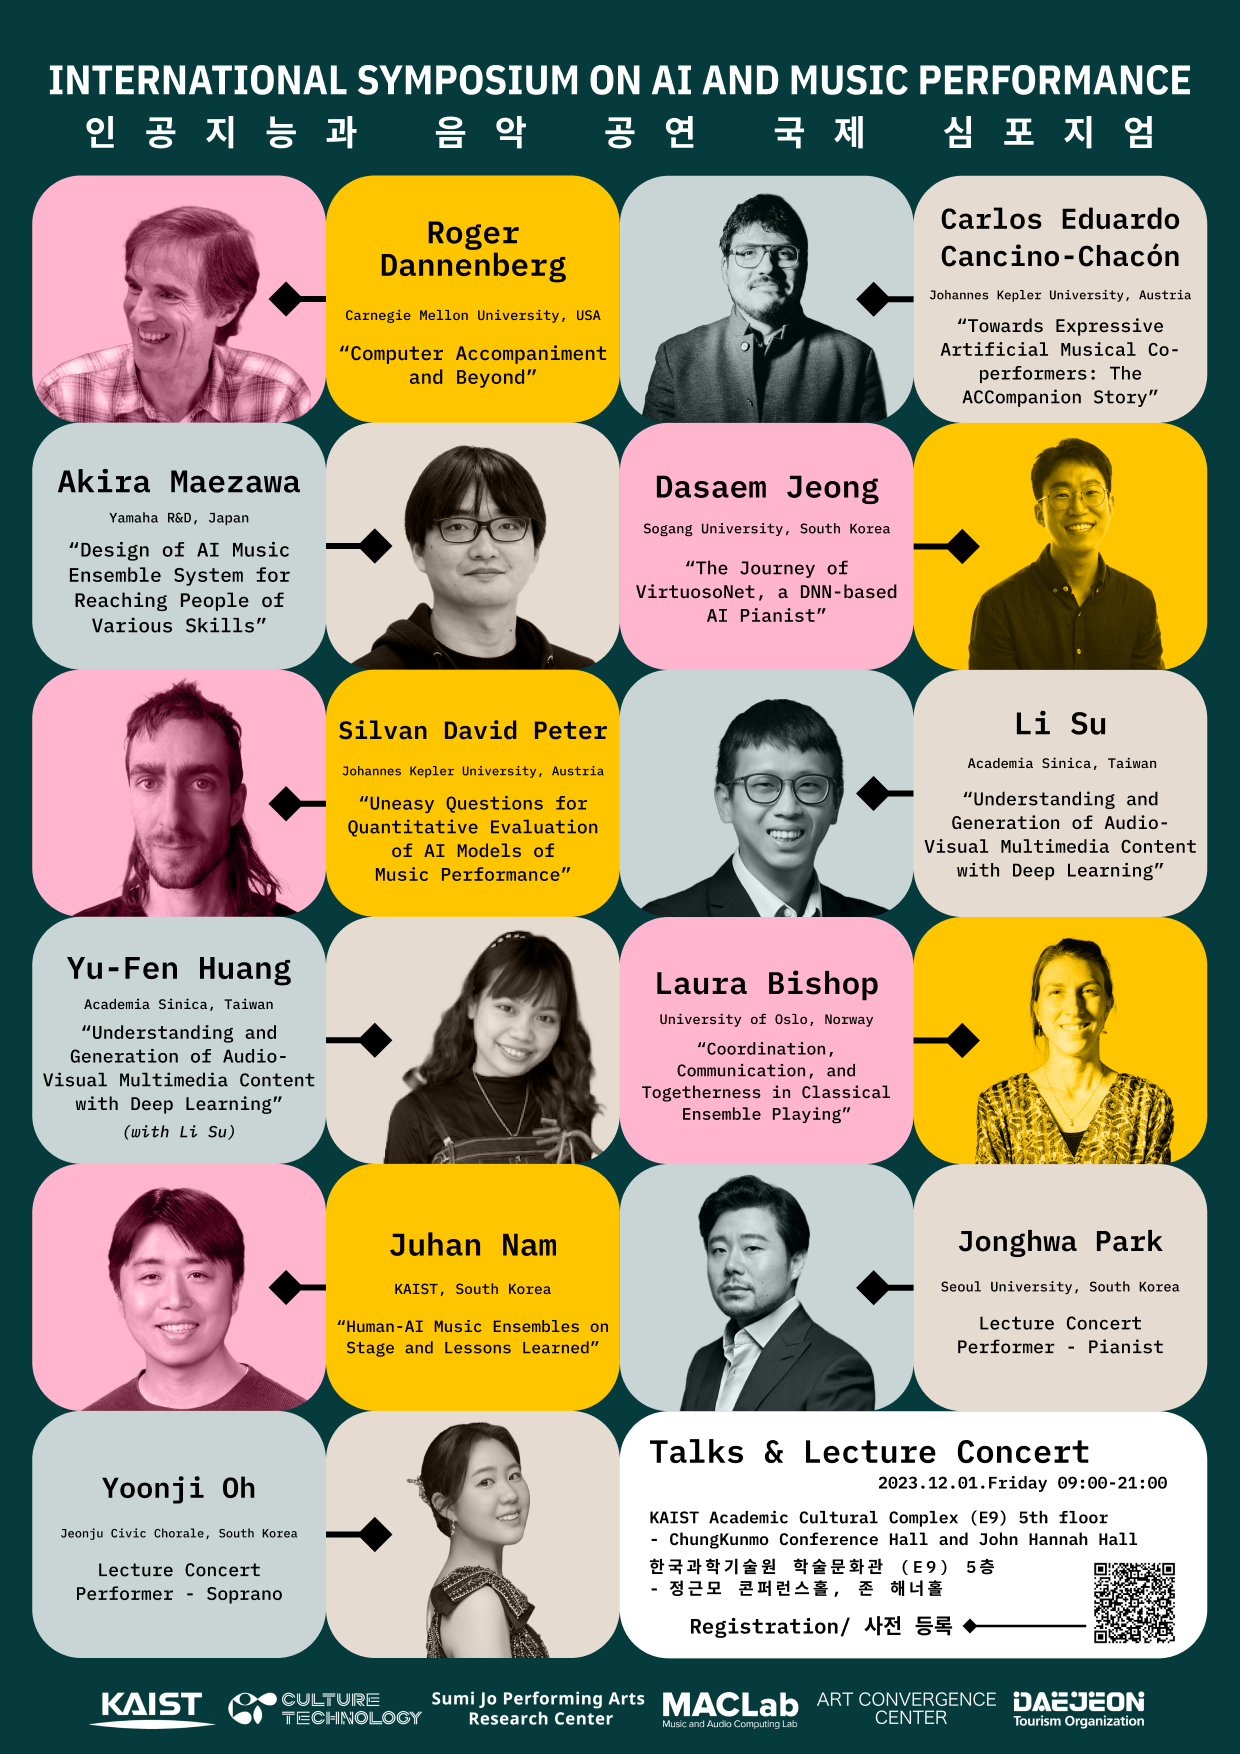 INTERNATIONAL SYMPOSIUM ON AI AND MUSIC PERFORMANCE
인공지능과 음악 공연 국제 심포지엄
Roger
Dannenberg
Carnegie Mellon University, USA
“Computer Accompaniment
and Beyond”
Carlos Eduardo
Cancino-Chacón
Johannes Kepler University, Austria
“Towards Expressive
Artificial Musical Co-
performers: The
ACCompanion Story”
Akira Maezawa
Yamaha R&D, Japan
“Design of AI Music
Ensemble System for
Reaching People of
Various Skills”
Dasaem Jeong
Sogang University, South Korea
“The Journey of
VirtuosoNet, a DNN-based
AI Pianist”
Silvan David Peter
Johannes Kepler University, Austria
“Uneasy Questions for
Quantitative Evaluation
of AI Models of
Music Performance”
Li Su
Academia Sinica, Taiwan
“Understanding and
Generation of Audio-
Visual Multimedia Content
with Deep Learning”
Yu-Fen Huang
Academia Sinica, Taiwan
“Understanding and
Generation of Audio-
Visual Multimedia Content
with Deep Learning”
(with Li Su)
Laura Bishop
University of Oslo, Norway
“Coordination,
Communication, and
Togetherness in Classical
Ensemble Playing”
Juhan Nam
KAIST, South Korea
“Human-AI Music Ensembles on
Stage and Lessons Learned”
Jonghwa Park
Seoul University, South Korea
Lecture Concert
Performer - Pianist
Yoonji Oh
Jeonju Civic Chorale, South Korea
Lecture Concert
Performer - Soprano
Talks & Lecture Concert
2023.12.01.Friday 09:00-21:00
KAIST Academic Cultural Complex (E9) 5th floor
- ChungKunmo Conference Hall and John Hannah Hall
한국과학기술원 학술문화관 (E9) 5층
- 정근모 콘퍼런스홀, 존 해너홀
Registration/ 사전 등록
KAIST
CULTURE
TECHNOLOGY
Sumi Jo Performing Arts
Research Center
MACLab
Music and Audio Computing Lab
ART CONVERGENCE
CENTER
DAEJEON
Tourism Organization